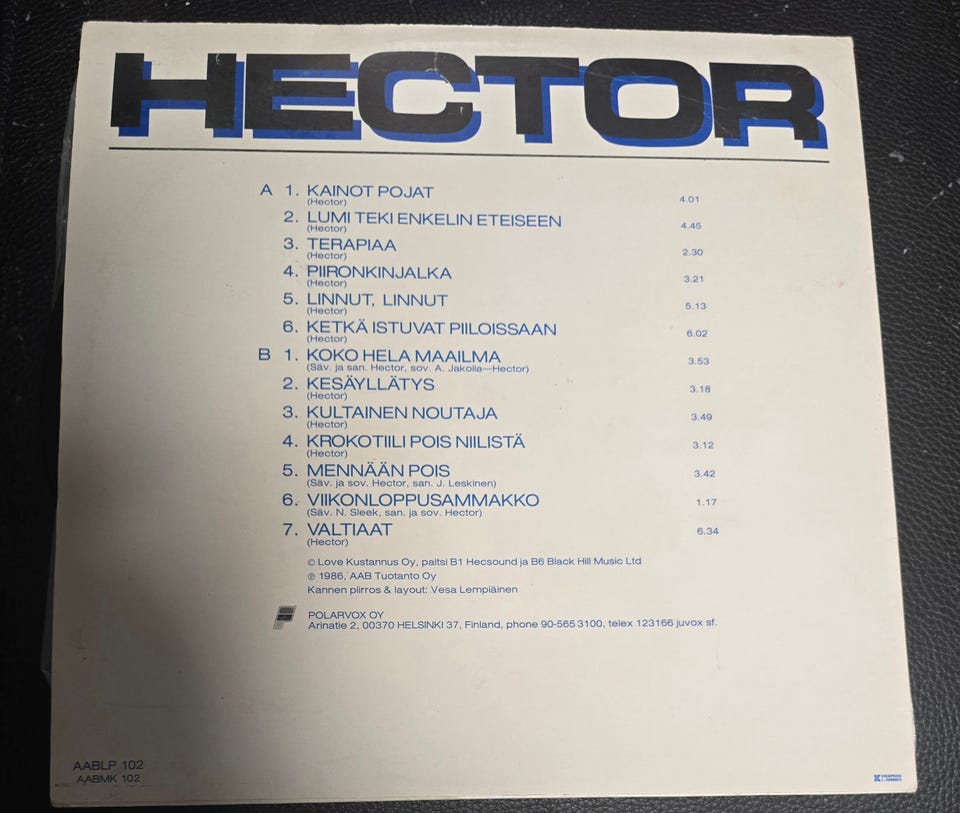 HECTOR
A 1. KAINOT POJAT 4.01
(Hector)
2. LUMI TEKI ENKELIN ETEISEEN 4.45
(Hector)
3. TERAPIAA 2.30
(Hector)
4. PIIRONKINJALKA 3.21
(Hector)
5. LINNUT, LINNUT 5.13
(Hector)
6. KETKÄ ISTUVAT PIILOISSAAN 6.02
(Hector)
B 1. KOKO HELA MAAILMA 3.53
(Säv. ja san. Hector, sov. A. Jakoila—Hector)
2. KESÄYLLÄTYS 3.18
(Hector)
3. KULTAINEN NOUTAJA 3.49
(Hector)
4. KROKOTIILI POIS NIILISTÄ 3.12
(Hector)
5. MENNÄÄN POIS 3.42
(Säv. ja sov. Hector, san. J. Leskinen)
6. VIIKONLOPPUSAMMAKKO 1.17
(Säv. N. Sleek, san. ja sov. Hector)
7. VALTIAAT 6.34
(Hector)
© Love Kustannus Oy, paitsi B1 Hecsound ja B6 Black Hill Music Ltd
℗ 1986, AAB Tuotanto Oy
Kannen piirros & layout: Vesa Lempiäinen
POLARVOX OY
Arinatie 2, 00370 HELSINKI 37, Finland, phone 90-565 3100, telex 123166 juvox sf.
AABLP 102
AABMK 102